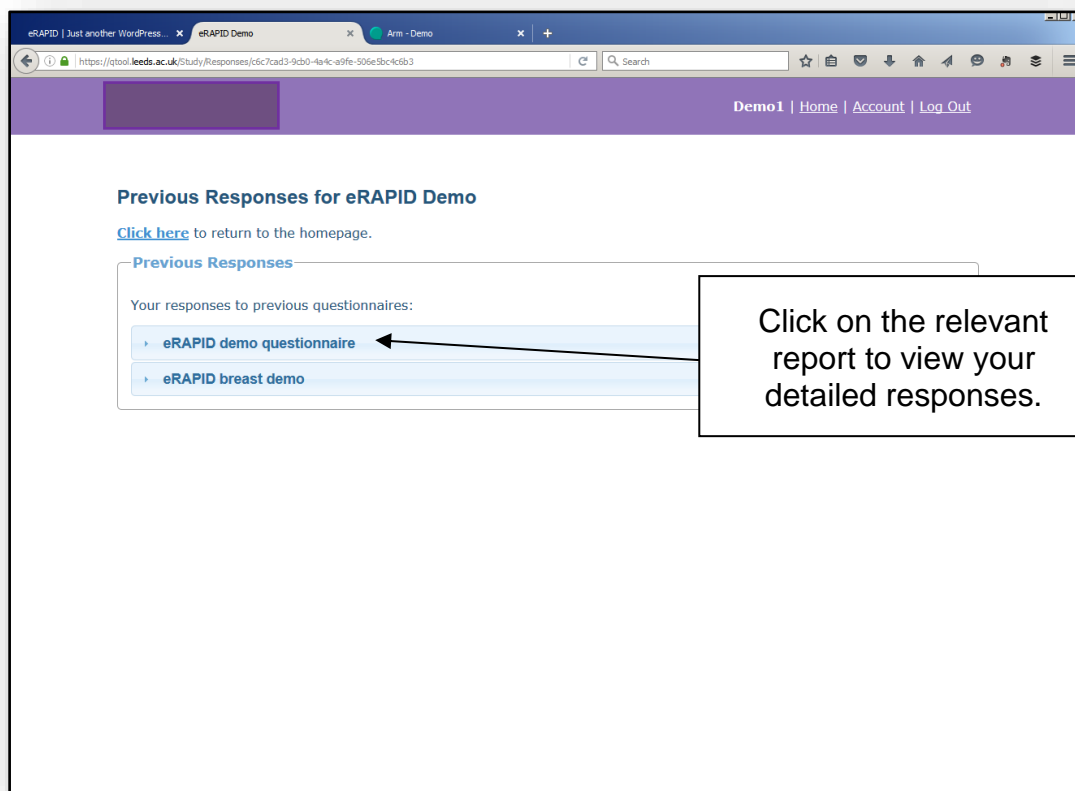 eRAPID | Just another WordPress...
eRAPID Demo
Arm - Demo
https://qtool.leeds.ac.uk/Study/Responses/c6c7cad3-9cb0-4a4c-a9fe-506e5bc4c6b3
Search
Demo1 | Home | Account | Log Out
Previous Responses for eRAPID Demo
Click here to return to the homepage.
Previous Responses
Your responses to previous questionnaires:
eRAPID demo questionnaire
eRAPID breast demo
Click on the relevant
report to view your
detailed responses.